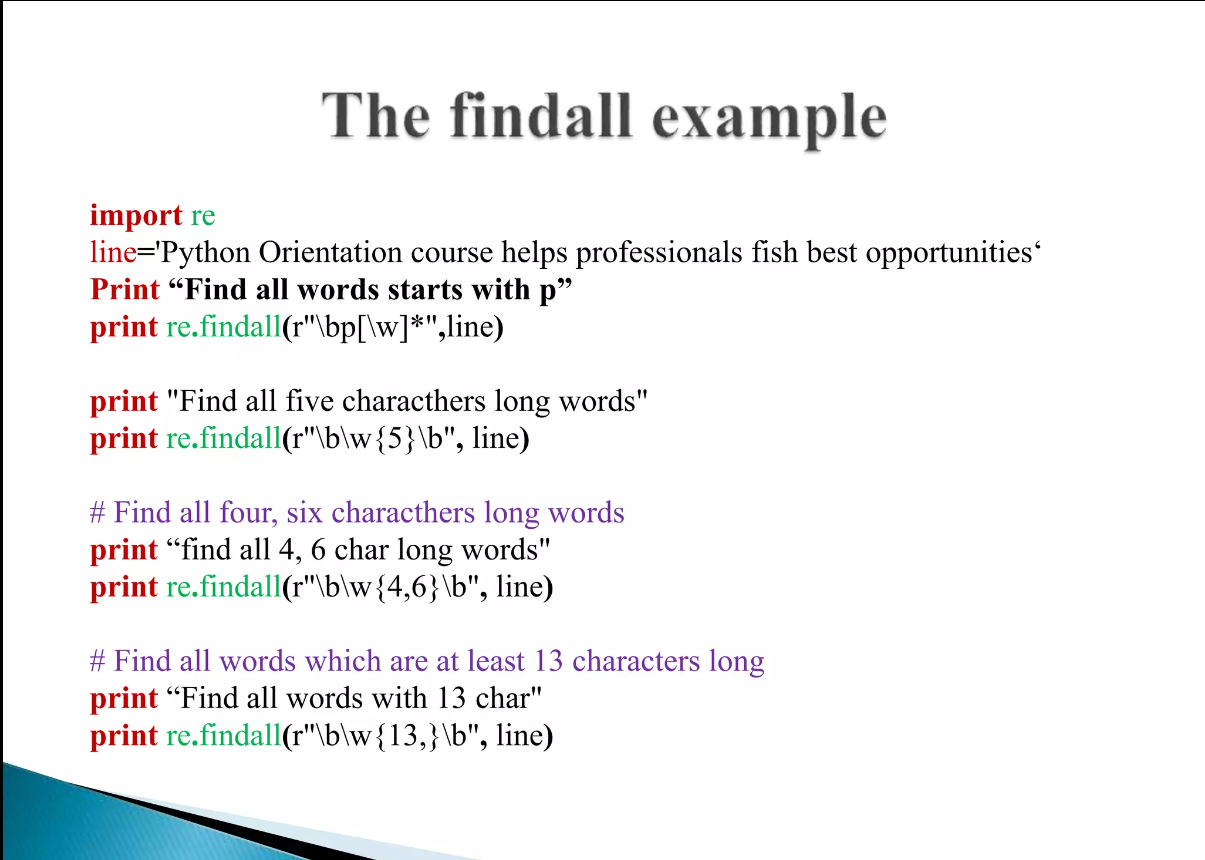 The findall example
import re
line='Python Orientation course helps professionals fish best opportunities‘
Print “Find all words starts with p”
print re.findall(r"\bp[\w]*",line)
print "Find all five characthers long words"
print re.findall(r"\b\w{5}\b", line)
# Find all four, six characthers long words
print “find all 4, 6 char long words"
print re.findall(r"\b\w{4,6}\b", line)
# Find all words which are at least 13 characters long
print “Find all words with 13 char"
print re.findall(r"\b\w{13,}\b", line)